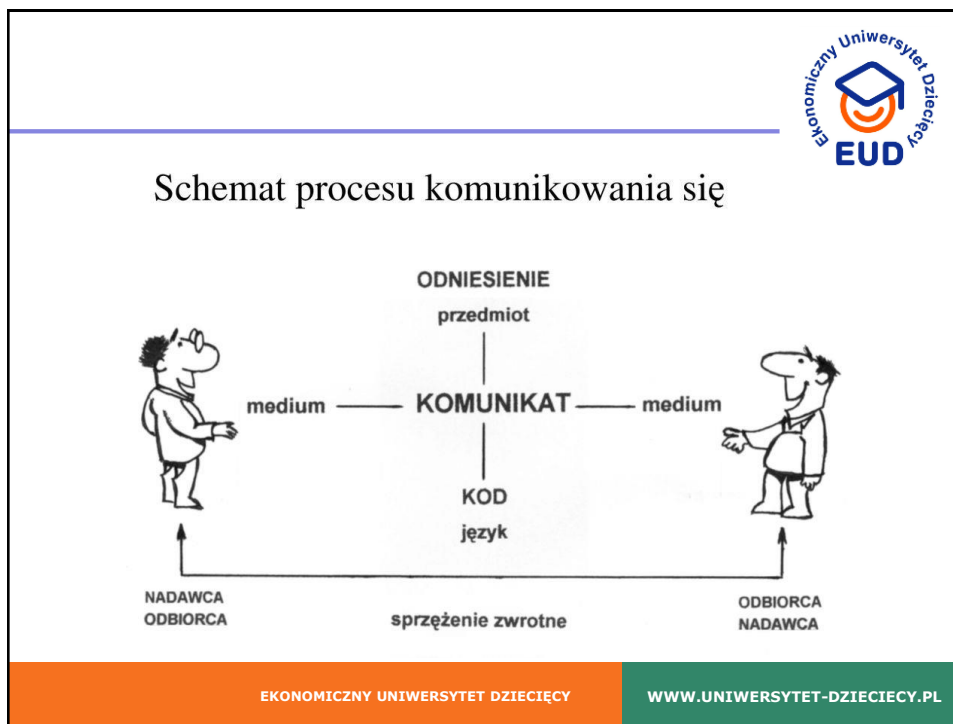 Ekonomiczny Uniwersytet Dziecięcy
EUD
Schemat procesu komunikowania się
ODNIESIENIE
przedmiot
medium KOMUNIKAT medium
KOD
język
NADAWCA
ODBIORCA
sprzężenie zwrotne
ODBIORCA
NADAWCA
EKONOMICZNY UNIWERSYTET DZIECIĘCY
WWW.UNIWERSYTET-DZIECIECY.PL